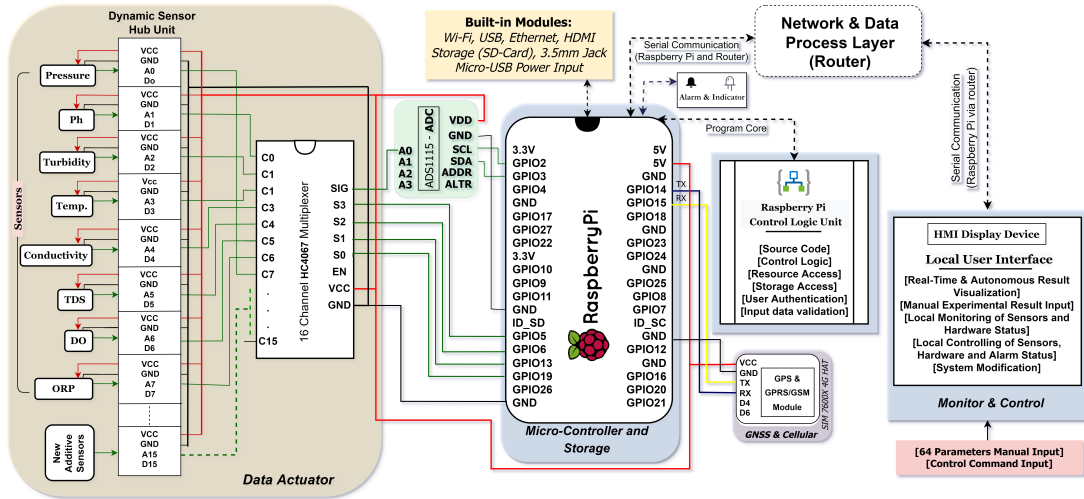 Dynamic Sensor
Hub Unit
Sensors
Pressure
Ph
Turbidity
Temp.
Conductivity
TDS
DO
ORP
New
Additive
Sensors
VCC
GND
A0
Do
VCC
GND
A1
D1
VCC
GND
A2
D2
Vcc
GND
A3
D3
VCC
GND
A4
D4
VCC
GND
A5
D5
VCC
GND
A6
D6
VCC
GND
A7
D7
VCC
GND
A15
D15
C0
C1
C1
C3
C4
C5
C6
C7
.
.
.
.
C15
16 Channel HC4067 Multiplexer
SIG
S3
S2
S1
S0
EN
VCC
GND
Data Actuator
A0
A1
A2
A3
ADS1115 - ADC
VDD
GND
SCL
SDA
ADDR
ALTR
Built-in Modules:
Wi-Fi, USB, Ethernet, HDMI
Storage (SD-Card), 3.5mm Jack
Micro-USB Power Input
3.3V
GPIO2
GPIO3
GPIO4
GND
GPIO17
GPIO27
GPIO22
3.3V
GPIO10
GPIO9
GPIO11
GND
ID_SD
GPIO5
GPIO6
GPIO13
GPIO19
GPIO26
GND
RaspberryPi
5V
5V
GND
GPIO14
GPIO15
GPIO18
GND
GPIO23
GPIO24
GND
GPIO25
GPIO8
GPIO7
ID_SC
GND
GPIO12
GND
GPIO16
GPIO20
GPIO21
Micro-Controller and
Storage
TX
RX
Serial Communication
(Raspberry Pi and Router)
Alarm & Indicator
Program Core
Network & Data
Process Layer
(Router)
Serial Communication
(Raspberry Pi via router)
Raspberry Pi
Control Logic Unit
[Source Code]
[Control Logic]
[Resource Access]
[Storage Access]
[User Authentication]
[Input data validation]
VCC
GND
TX
RX
D4
D6
GPS &
GPRS/GSM
Module
SIM 7600X 4G HAT
GNSS & Cellular
HMI Display Device
Local User Interface
[Real-Time & Autonomous Result
Visualization]
[Manual Experimental Result Input]
[Local Monitoring of Sensors and
Hardware Status]
[Local Controlling of Sensors,
Hardware and Alarm Status]
[System Modification]
Monitor & Control
[64 Parameters Manual Input]
[Control Command Input]